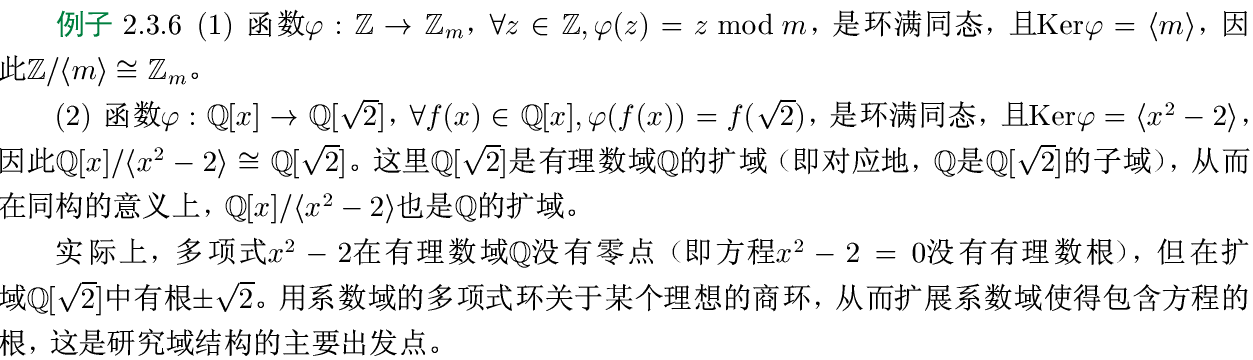 例子 2.3.6 (1) 函数φ : ℤ → ℤₘ，∀z ∈ ℤ, φ(z) = z mod m，是环满同态，且Kerφ = ⟨m⟩，因
此ℤ/⟨m⟩ ≅ ℤₘ。
(2) 函数φ : ℚ[x] → ℚ[√2]，∀f(x) ∈ ℚ[x], φ(f(x)) = f(√2)，是环满同态，且Kerφ = ⟨x² − 2⟩，
因此ℚ[x]/⟨x² − 2⟩ ≅ ℚ[√2]。这里ℚ[√2]是有理数域ℚ的扩域（即对应地，ℚ是ℚ[√2]的子域），从而
在同构的意义上，ℚ[x]/⟨x² − 2⟩也是ℚ的扩域。
实际上，多项式x² − 2在有理数域ℚ没有零点（即方程x² − 2 = 0没有有理数根），但在扩
域ℚ[√2]中有根±√2。用系数域的多项式环关于某个理想的商环，从而扩展系数域使得包含方程的
根，这是研究域结构的主要出发点。